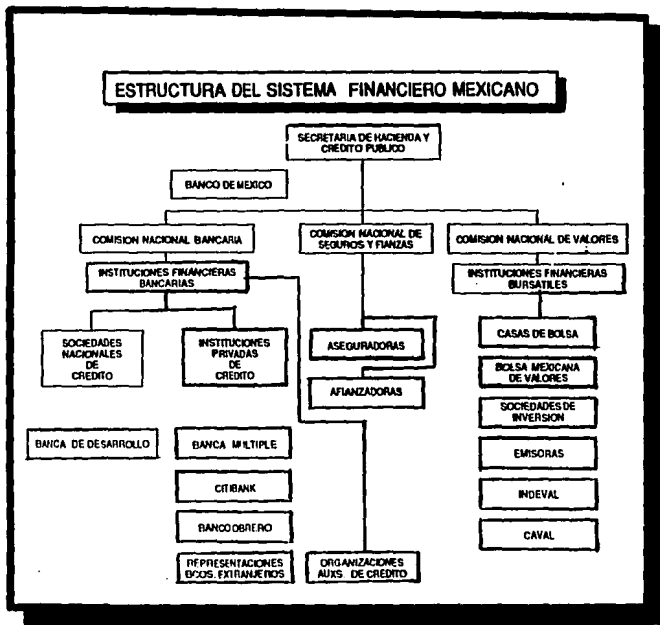 ESTRUCTURA DEL SISTEMA FINANCIERO MEXICANO
SECRETARIA DE HACIENDA Y
CREDITO PUBLICO
BANCO DE MEXICO
COMISION NACIONAL BANCARIA
COMISION NACIONAL DE
SEGUROS Y FIANZAS
COMISION NACIONAL DE VALORES
INSTITUCIONES FINANCIERAS
BANCARIAS
INSTITUCIONES FINANCIERAS
BURSATILES
SOCIEDADES
NACIONALES
DE
CREDITO
INSTITUCIONES
PRIVADAS
DE
CREDITO
ASEGURADORAS
AFIANZADORAS
CASAS DE BOLSA
BOLSA MEXICANA
DE VALORES
SOCIEDADES DE
INVERSION
EMISORAS
INDEVAL
CAVAL
BANCA DE DESARROLLO
BANCA MULTIPLE
CITIBANK
BANCO OBRERO
REPRESENTACIONES
BCOS. EXTRANJEROS
ORGANIZACIONES
AUXS. DE CREDITO